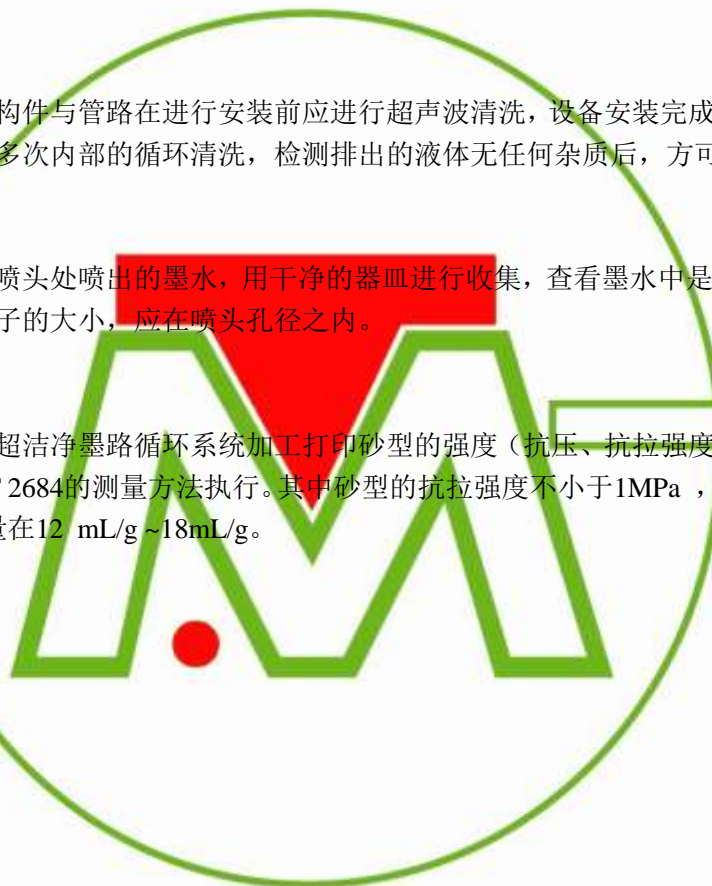 构件与管路在进行安装前应进行超声波清洗，设备安装完成
多次内部的循环清洗，检测排出的液体无任何杂质后，方可
喷头处喷出的墨水，用干净的器皿进行收集，查看墨水中是
子的大小，应在喷头孔径之内。
超洁净墨路循环系统加工打印砂型的强度（抗压、抗拉强度
2684的测量方法执行。其中砂型的抗拉强度不小于1MPa ，
量在12 mL/g ~18mL/g。